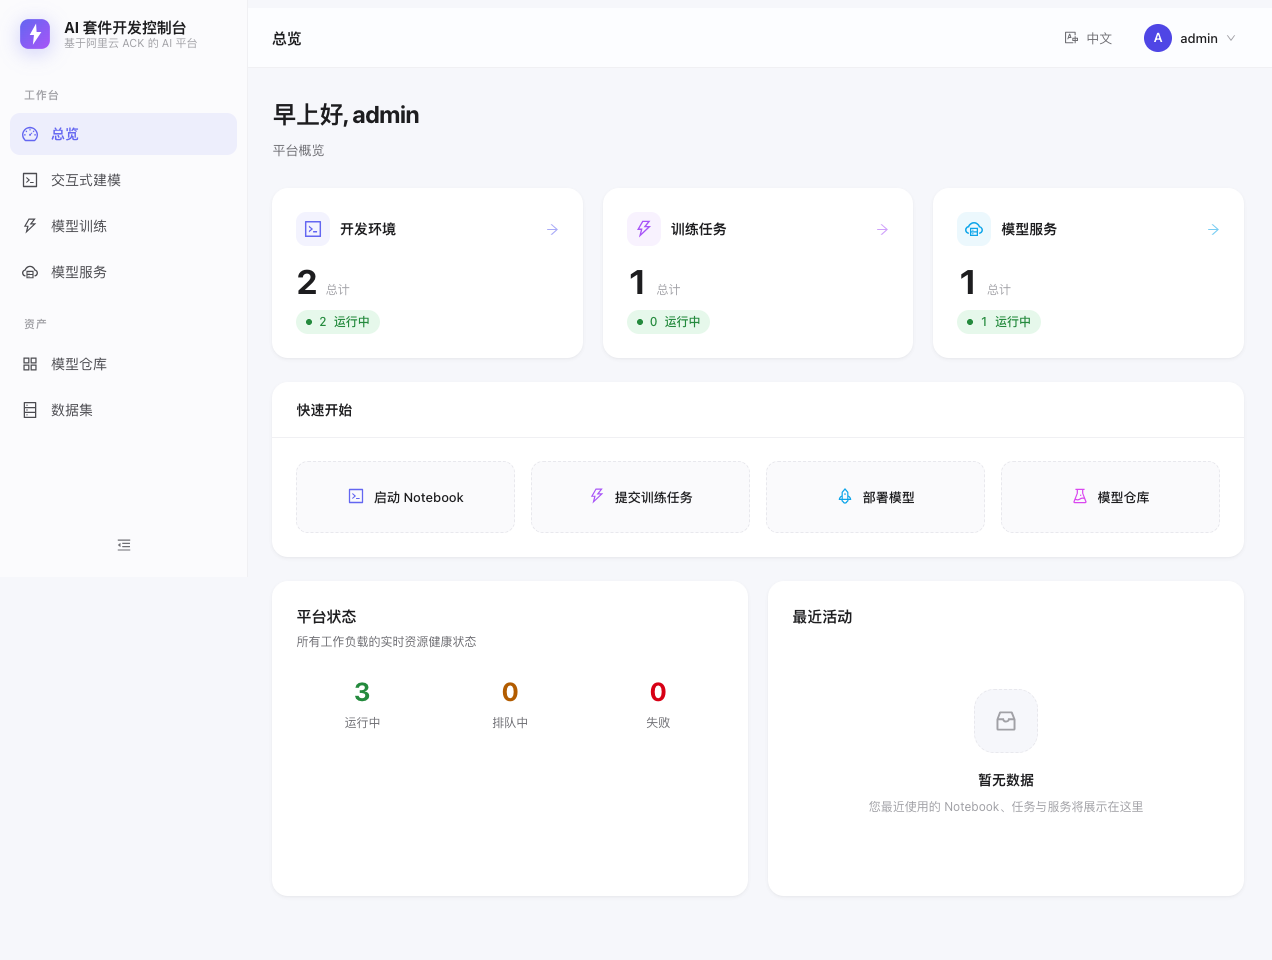 AI 套件开发控制台
基于阿里云 ACK 的 AI 平台
工作台
总览
交互式建模
模型训练
模型服务
资产
模型仓库
数据集
总览
中文
A
admin
早上好, admin
平台概览
开发环境
2 总计
2 运行中
训练任务
1 总计
0 运行中
模型服务
1 总计
1 运行中
快速开始
启动 Notebook
提交训练任务
部署模型
模型仓库
平台状态
所有工作负载的实时资源健康状态
3
运行中
0
排队中
0
失败
最近活动
暂无数据
您最近使用的 Notebook、任务与服务将展示在这里